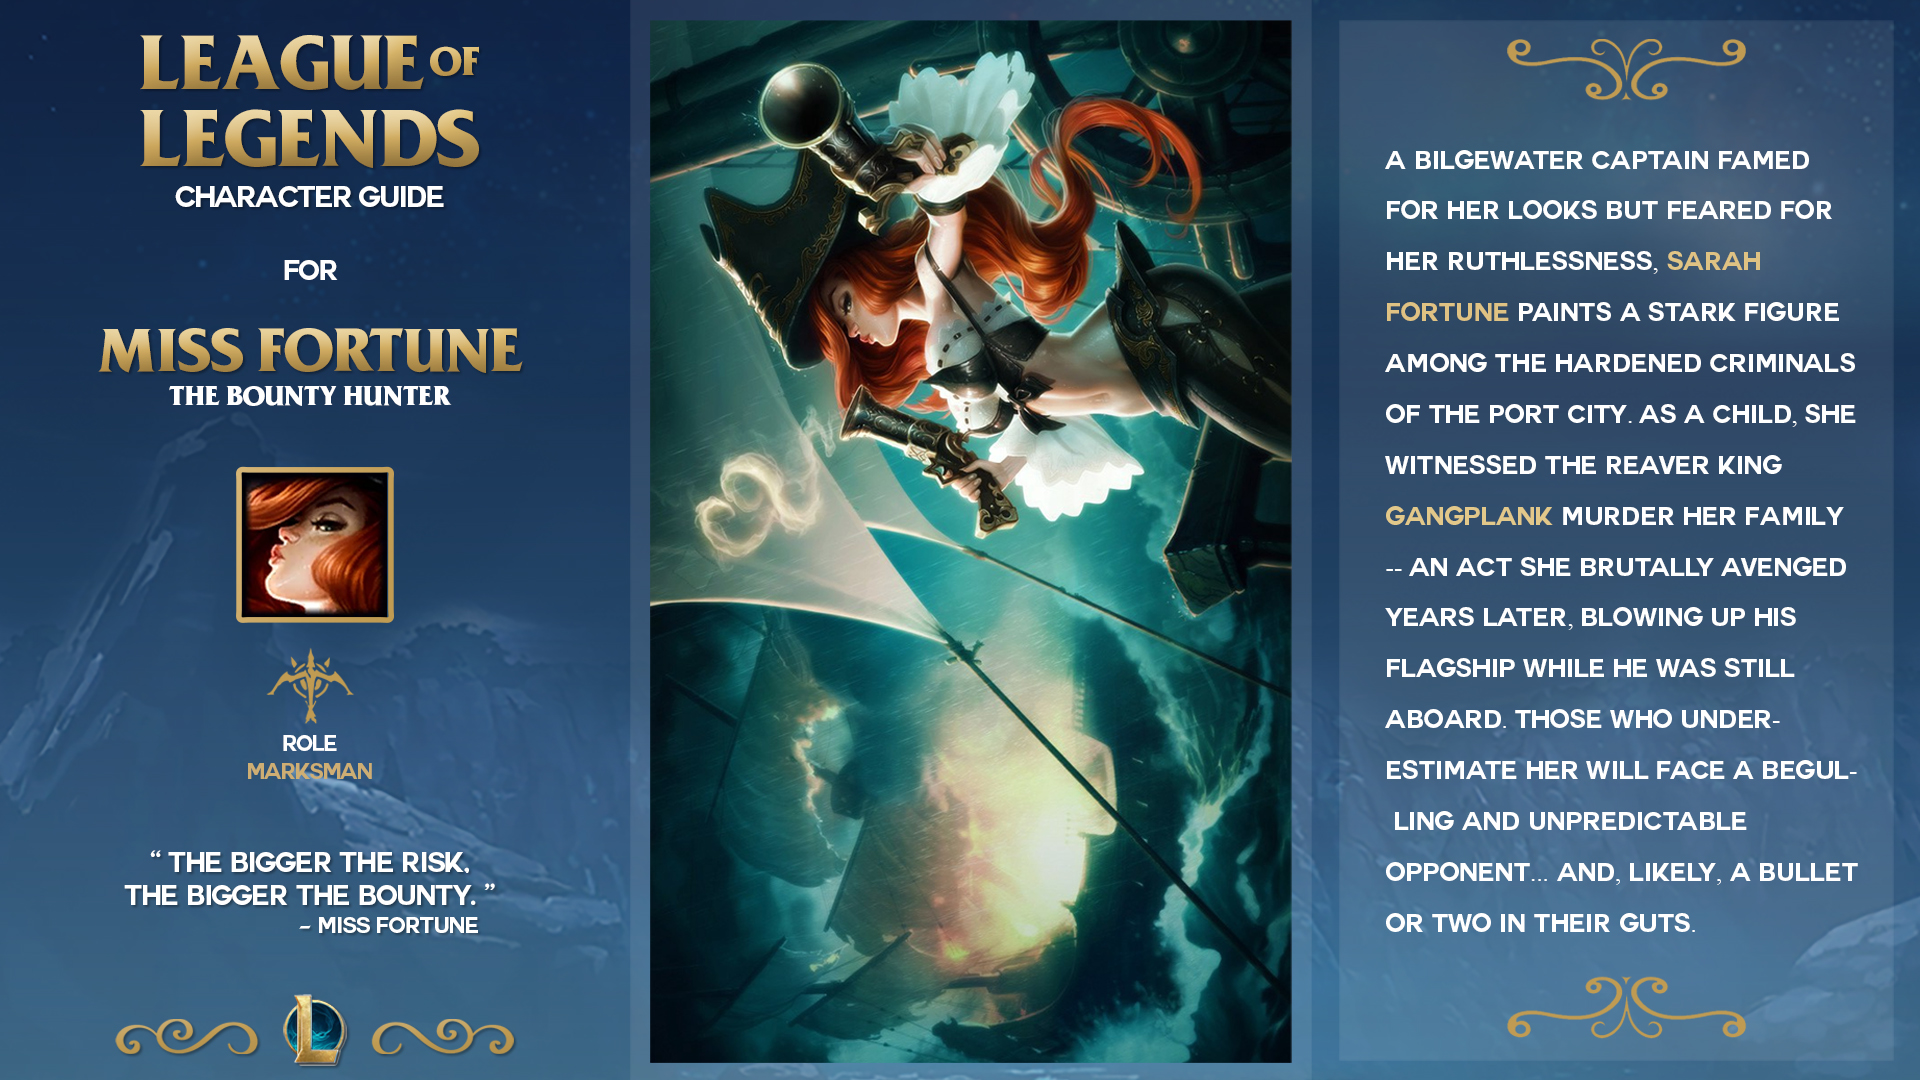 LEAGUE OF
LEGENDS
CHARACTER GUIDE
FOR
MISS FORTUNE
THE BOUNTY HUNTER
ROLE
MARKSMAN
“ THE BIGGER THE RISK,
THE BIGGER THE BOUNTY. ”
~ MISS FORTUNE
A BILGEWATER CAPTAIN FAMED
FOR HER LOOKS BUT FEARED FOR
HER RUTHLESSNESS, SARAH
FORTUNE PAINTS A STARK FIGURE
AMONG THE HARDENED CRIMINALS
OF THE PORT CITY. AS A CHILD, SHE
WITNESSED THE REAVER KING
GANGPLANK MURDER HER FAMILY
-- AN ACT SHE BRUTALLY AVENGED
YEARS LATER, BLOWING UP HIS
FLAGSHIP WHILE HE WAS STILL
ABOARD. THOSE WHO UNDER-
ESTIMATE HER WILL FACE A BEGUL-
LING AND UNPREDICTABLE
OPPONENT... AND, LIKELY, A BULLET
OR TWO IN THEIR GUTS.